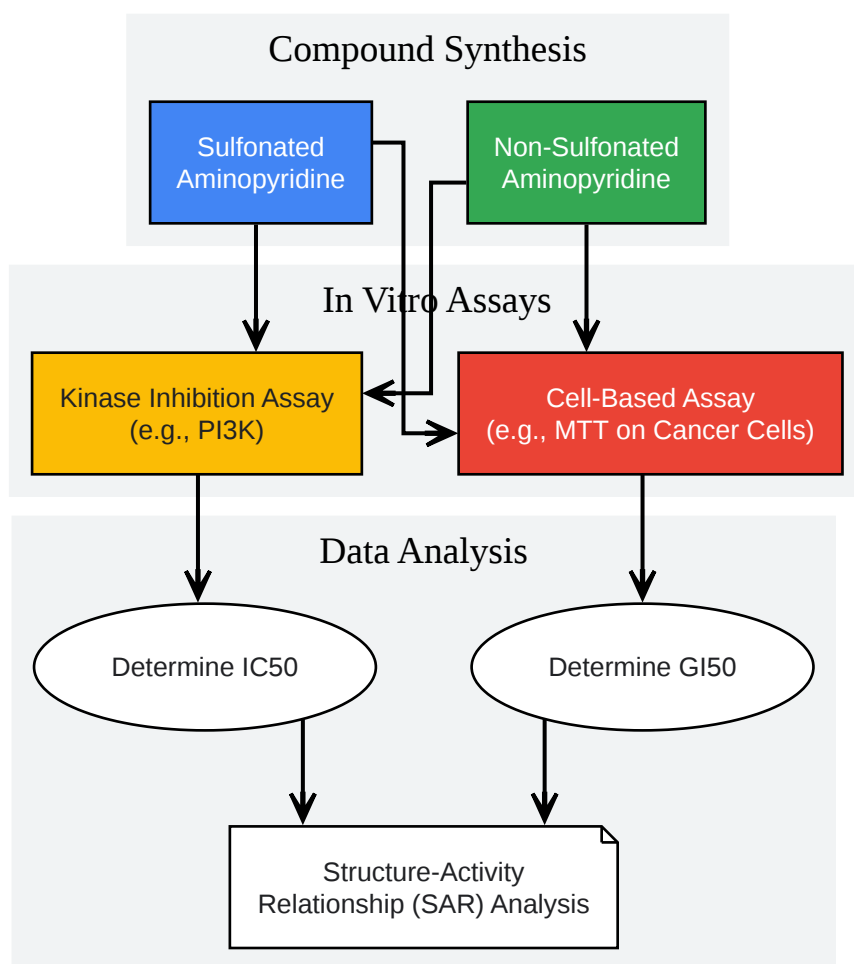 Compound Synthesis
Sulfonated
Aminopyridine
Non-Sulfonated
Aminopyridine
In Vitro Assays
Kinase Inhibition Assay
(e.g., PI3K)
Cell-Based Assay
(e.g., MTT on Cancer Cells)
Data Analysis
Determine IC50
Determine GI50
Structure-Activity
Relationship (SAR) Analysis